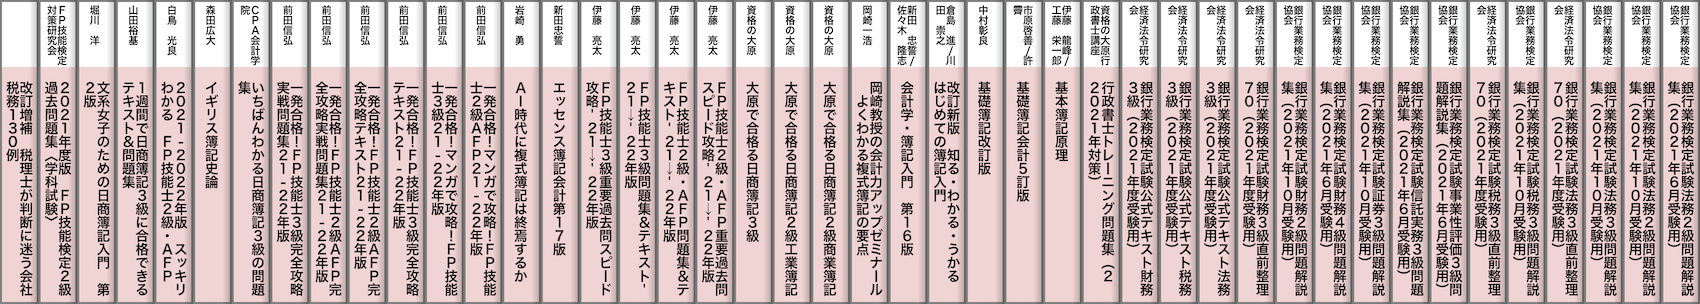 銀行業務検定
協会
銀行業務検定試験法務2級問題解説
集(2021年6月受験用)
銀行業務検定
協会
銀行業務検定試験法務2級問題解説
集(2021年10月受験用)
銀行業務検定
協会
銀行業務検定試験法務3級問題解説
集(2021年10月受験用)
経済法令研究
会
銀行業務検定試験法務3級直前整理
70(2021年度受験用)
銀行業務検定
協会
銀行業務検定試験税務3級問題解説
集(2021年10月受験用)
経済法令研究
会
銀行業務検定試験税務3級直前整理
70(2021年度受験用)
銀行業務検定
協会
銀行業務検定試験事業性評価3級問
題解説集(2021年6月受験用)
銀行業務検定
協会
銀行業務検定試験信託実務3級問題
解説集(2021年6月受験用)
銀行業務検定
協会
銀行業務検定試験証券3級問題解説
集(2021年10月受験用)
銀行業務検定
協会
銀行業務検定試験財務4級問題解説
集(2021年6月受験用)
銀行業務検定
協会
銀行業務検定試験財務2級問題解説
集(2021年6月受験用)
経済法令研究
会
銀行業務検定試験財務3級直前整理
70(2021年度受験用)
経済法令研究
会
銀行業務検定試験公式テキスト法務
3級(2021年度受験用)
経済法令研究
会
銀行業務検定試験公式テキスト税務
3級(2021年度受験用)
経済法令研究
会
銀行業務検定試験公式テキスト財務
3級(2021年度受験用)
資格の大原行
政書士講座
行政書士トレーニング問題集(2
2021年対策)
伊藤 龍峰/
工藤 栄一郎
基本簿記原理
市原啓善/許
霽
基礎簿記会計5訂版
中村彰良
基礎簿記改訂版
倉島 進/川
田 崇之
改訂新版 知る・わかる・うかる
はじめての簿記入門
新田 忠誓/
佐々木 隆志
会計学・簿記入門 第16版
岡崎一浩
岡崎教授の会計力アップゼミナール
よくわかる複式簿記の要点
資格の大原
大原で合格る日商簿記2級商業簿記
資格の大原
大原で合格る日商簿記2級工業簿記
資格の大原
大原で合格る日商簿記3級
伊藤 亮太
FP技能士2級・AFP重要過去問
スピード攻略'21→'22年版
伊藤 亮太
FP技能士2級・AFP問題集&テ
キスト'21→'22年版
伊藤 亮太
FP技能士3級問題集&テキスト'
21→'22年版
伊藤 亮太
FP技能士3級重要過去問スピード
攻略'21→'22年版
新田忠誓
エッセンス簿記会計第17版
岩崎 勇
AI時代に複式簿記は終焉するか
前田信弘
一発合格!マンガで攻略!FP技能
士2級AFP21-22年版
前田信弘
一発合格!マンガで攻略!FP技能
士3級21-22年版
前田信弘
一発合格!FP技能士3級完全攻略
テキスト21-22年版
前田信弘
一発合格!FP技能士2級AFP完
全攻略テキスト21-22年版
前田信弘
一発合格!FP技能士2級AFP完
全攻略実戦問題集21-22年版
前田信弘
一発合格!FP技能士3級完全攻略
実戦問題集21-22年版
CPA会計学
院
いちばんわかる日商簿記3級の問題
集
森田広大
イギリス簿記史論
白鳥 光良
2021-2022年版 スッキリ
わかる FP技能士2級・AFP
山田裕基
1週間で日商簿記3級に合格できる
テキスト&問題集
堀川 洋
文系女子のための日商簿記入門 第
2版
FP技能検定
対策研究会
2021年度版 FP技能検定2級
過去問題集〈学科試験〉
改訂増補 税理士が判断に迷う会社
税務130例